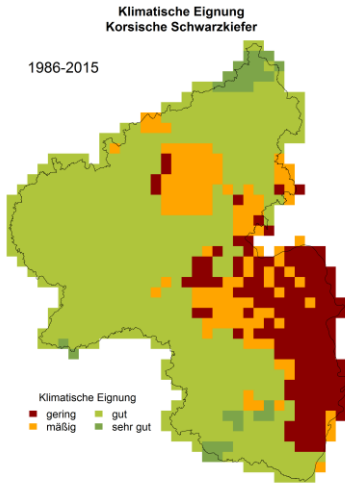 Klimatische Eignung
Korsische Schwarzkiefer
1986-2015
Klimatische Eignung
gering
gut
mäßig
sehr gut